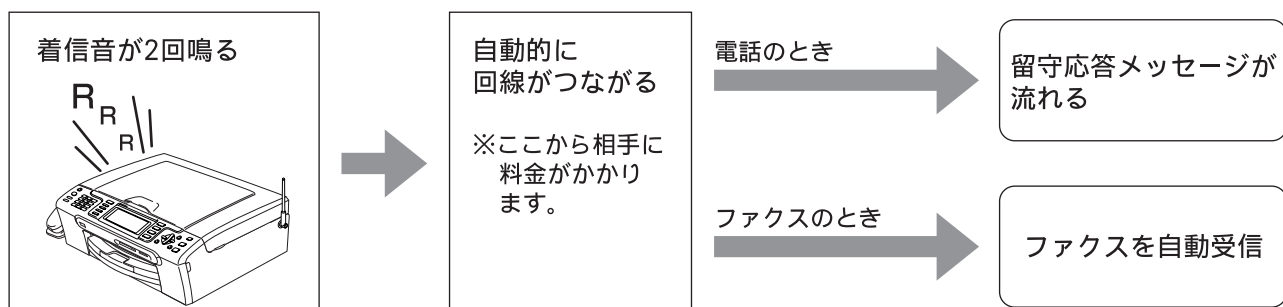 着信音が2回鳴る
R
R
R
自動的に
回線がつながる
※ここから相手に
料金がかかり
ます。
電話のとき
留守応答メッセージが
流れる
ファクスのとき
ファクスを自動受信